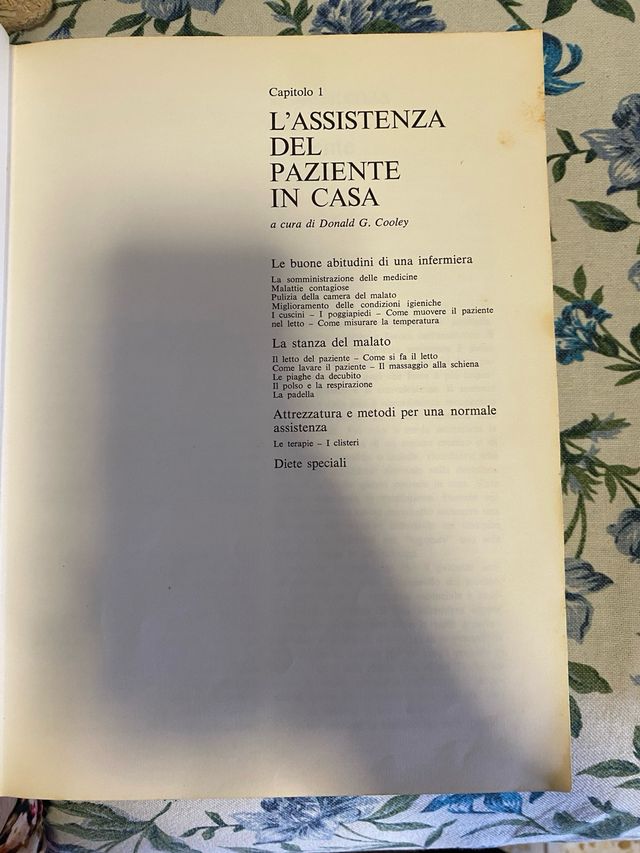 Capitolo 1
L'ASSISTENZA
DEL
PAZIENTE
IN CASA
a cura di Donald G. Cooley
Le buone abitudini di una infermiera
La somministrazione delle medicine
Malattie contagiose
Pulizia della camera del malato
Miglioramento delle condizioni igieniche
I cuscini – I poggiapiedi – Come muovere il paziente
nel letto – Come misurare la temperatura
La stanza del malato
Il letto del paziente – Come si fa il letto
Come lavare il paziente – Il massaggio alla schiena
Le piaghe da decubito
Il polso e la respirazione
La padella
Attrezzatura e metodi per una normale
assistenza
Le terapie – I clisteri
Diete speciali